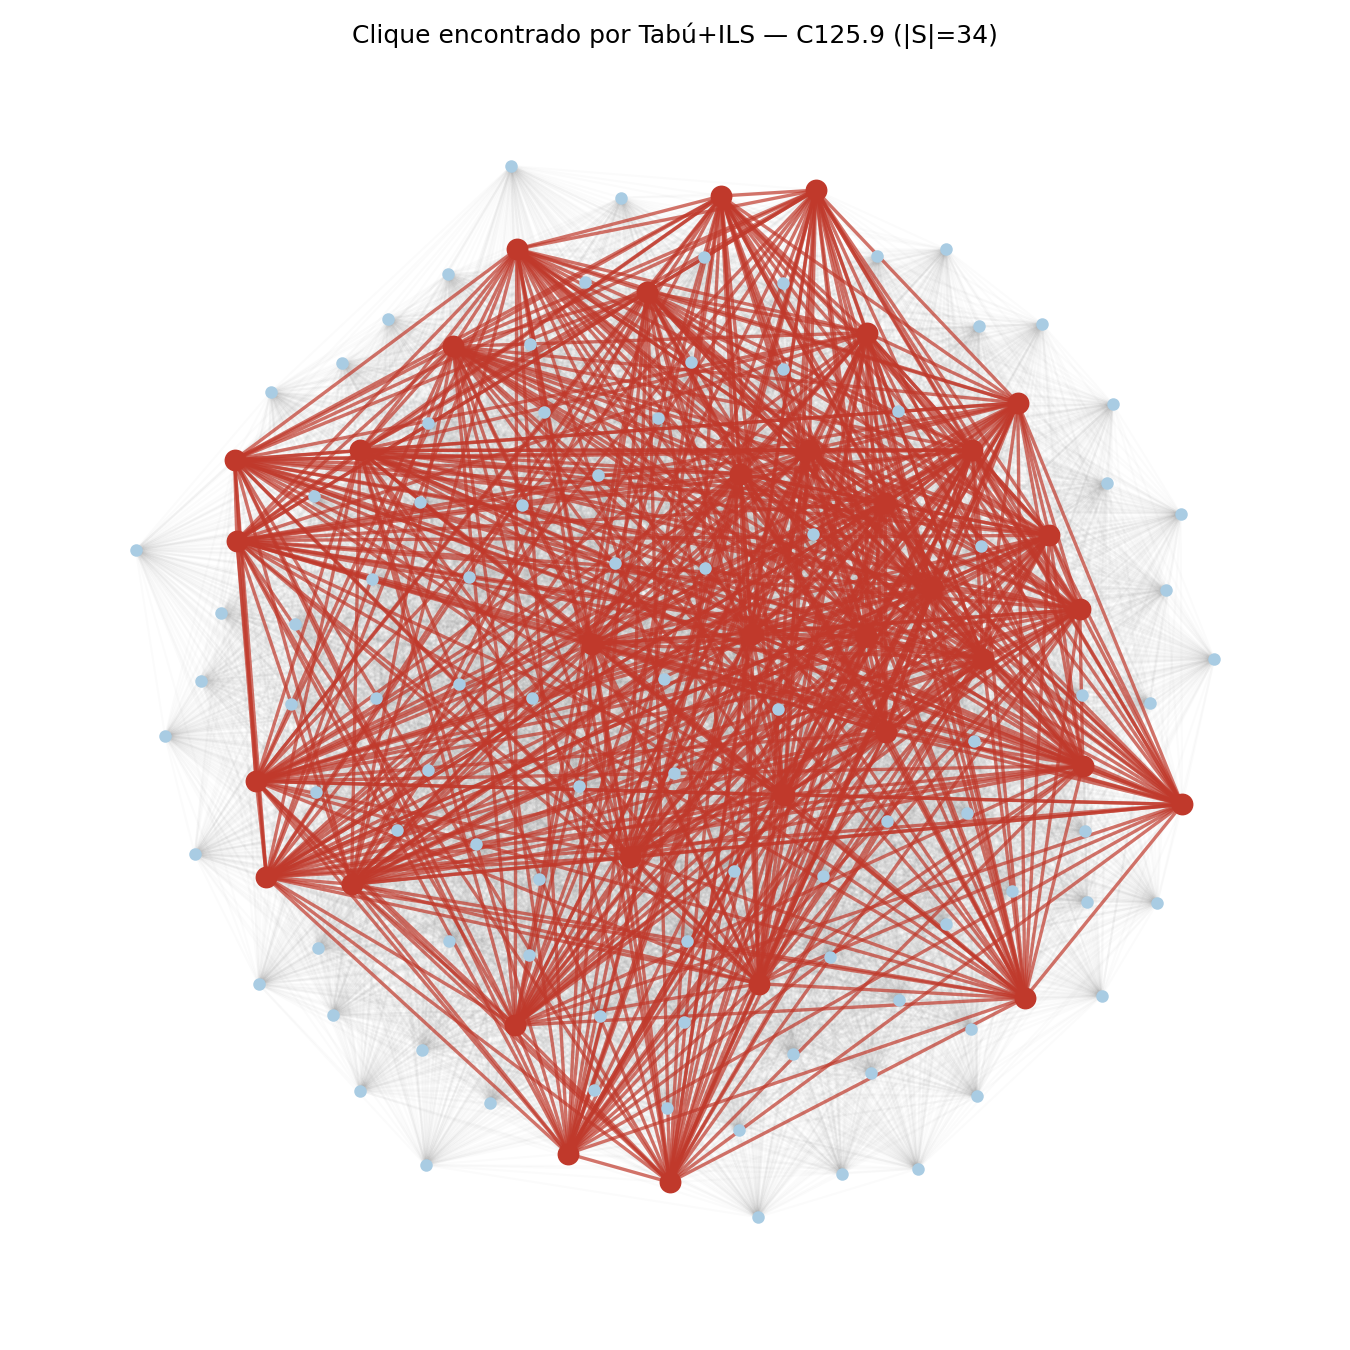 Clique encontrado por Tabú+ILS — C125.9 (|S|=34)